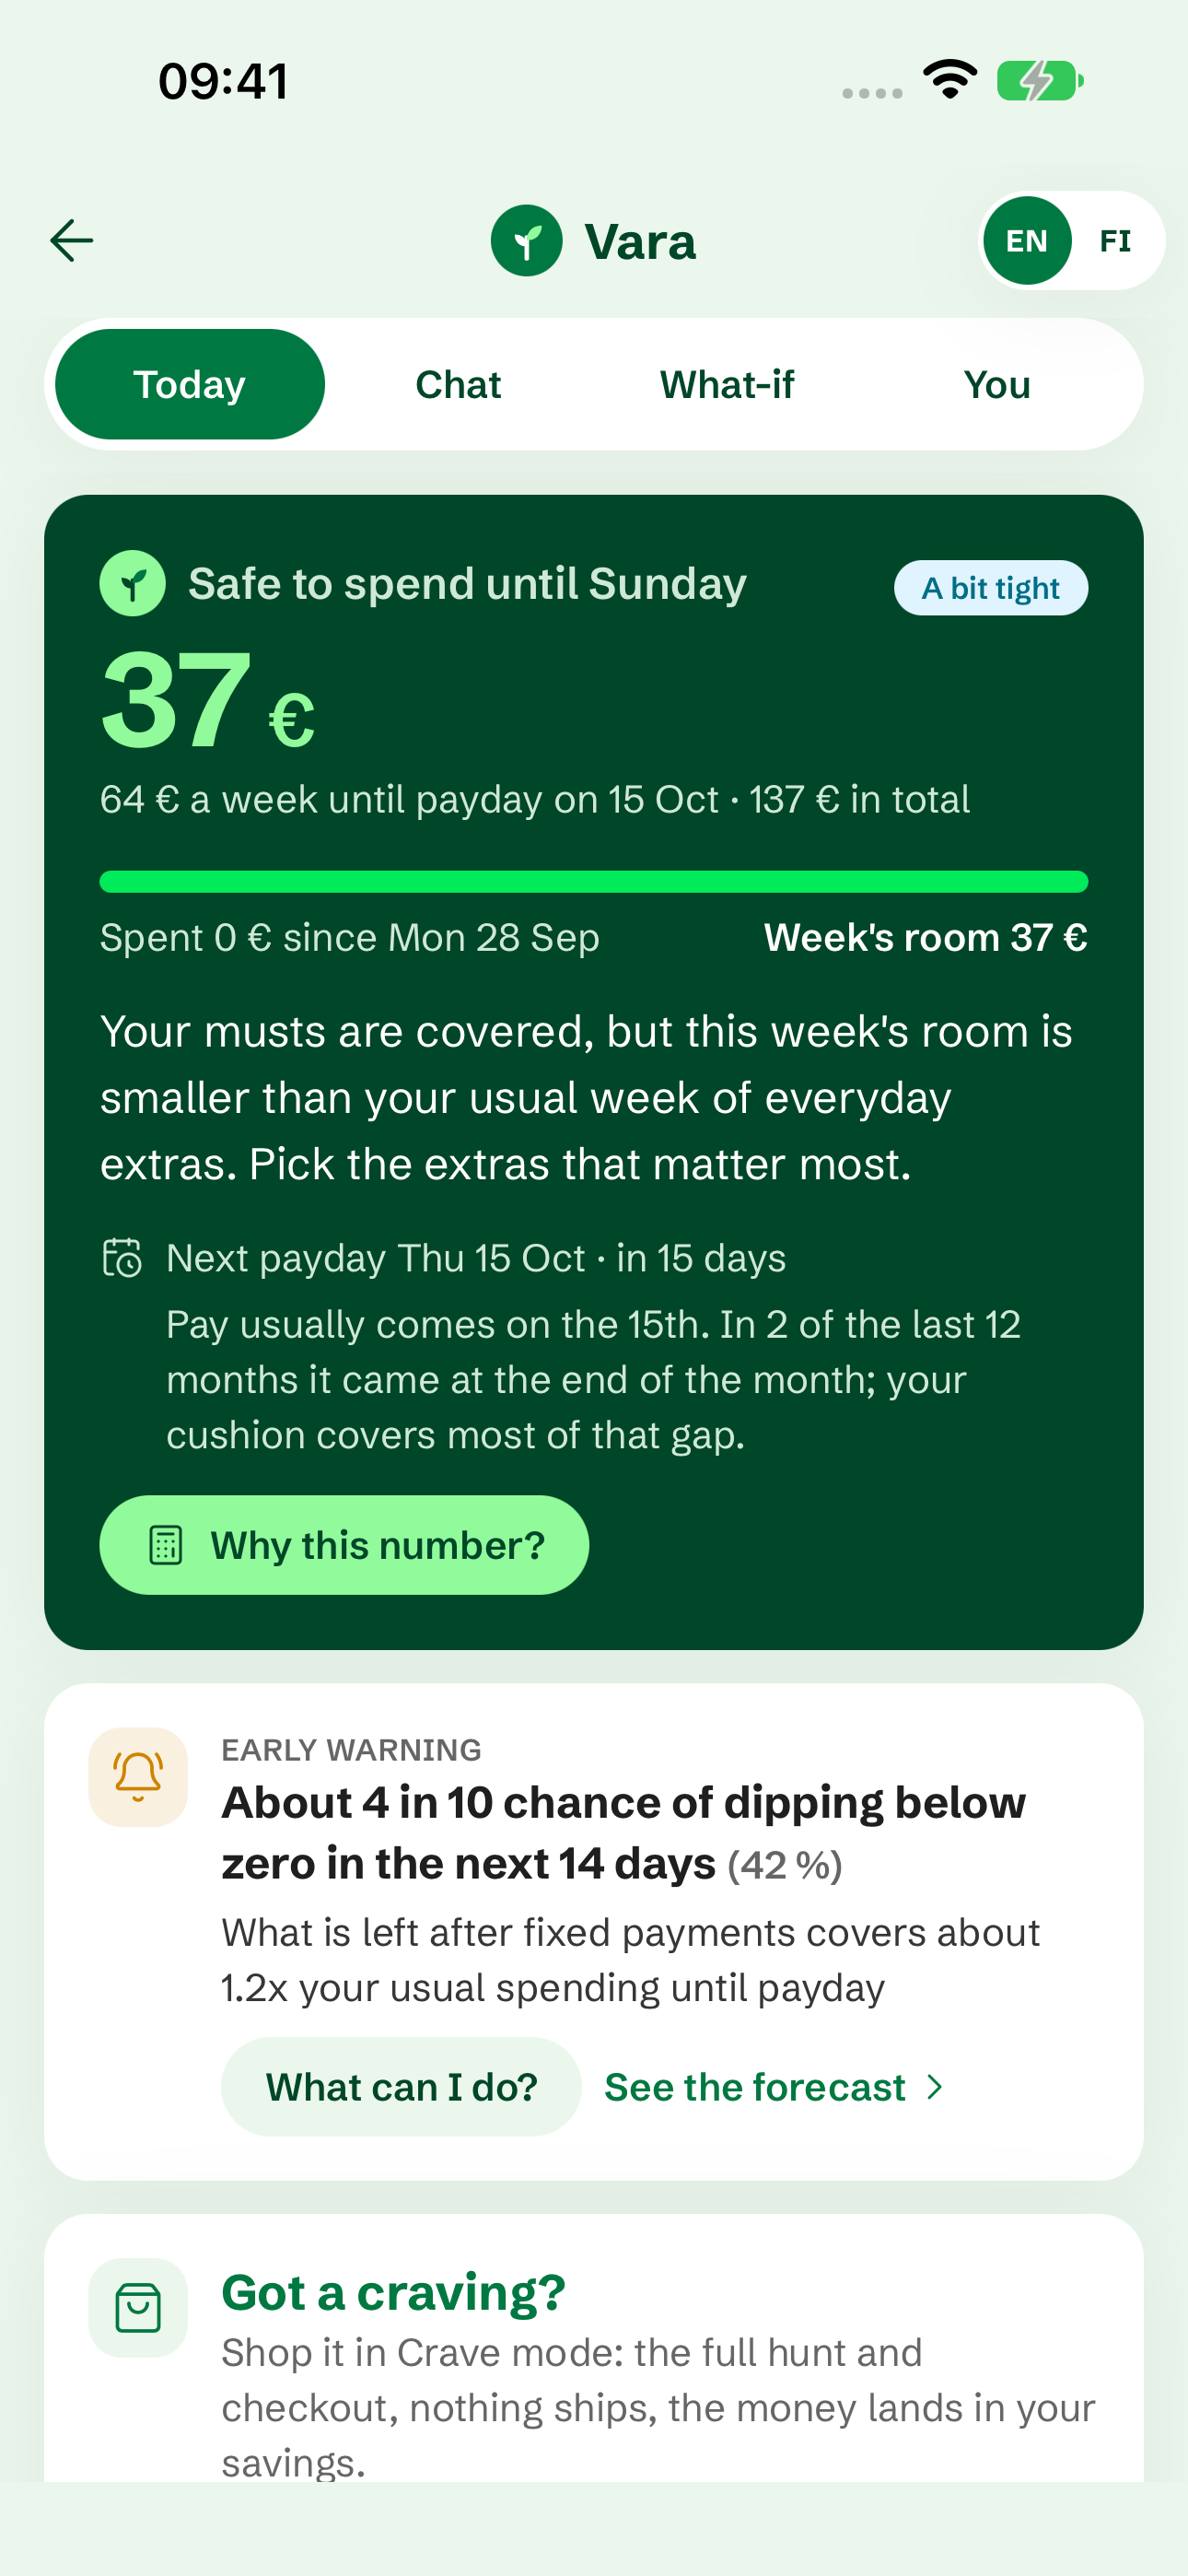 09:41
Vara
EN FI
Today Chat What-if You
Safe to spend until Sunday
A bit tight
37 €
64 € a week until payday on 15 Oct · 137 € in total
Spent 0 € since Mon 28 Sep
Week's room 37 €
Your musts are covered, but this week's room is
smaller than your usual week of everyday
extras. Pick the extras that matter most.
Next payday Thu 15 Oct · in 15 days
Pay usually comes on the 15th. In 2 of the last 12
months it came at the end of the month; your
cushion covers most of that gap.
Why this number?
EARLY WARNING
About 4 in 10 chance of dipping below
zero in the next 14 days (42 %)
What is left after fixed payments covers about
1.2x your usual spending until payday
What can I do?
See the forecast
Got a craving?
Shop it in Crave mode: the full hunt and
checkout, nothing ships, the money lands in your
savings.